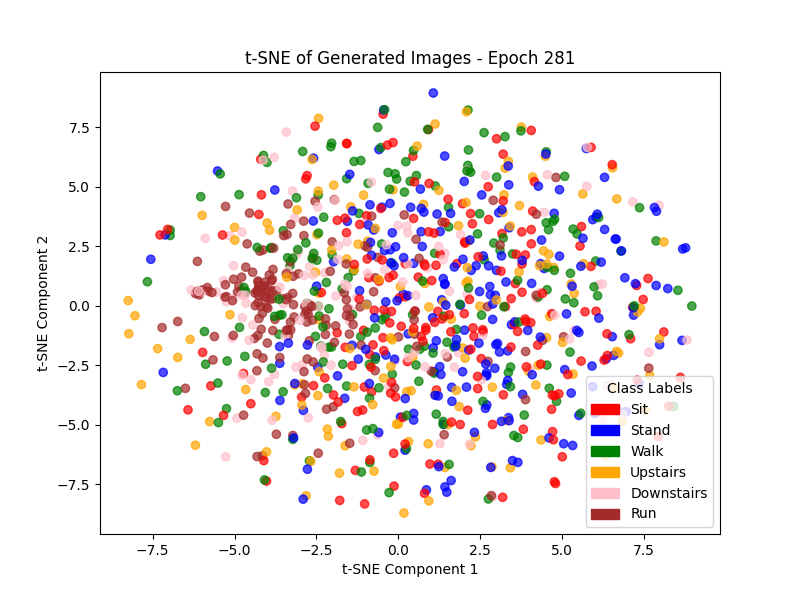 t-SNE of Generated Images - Epoch 281
t-SNE Component 2
7.5
5.0
2.5
0.0
−2.5
−5.0
−7.5
Class Labels
Sit
Stand
Walk
Upstairs
Downstairs
Run
−7.5 −5.0 −2.5 0.0 2.5 5.0 7.5
t-SNE Component 1